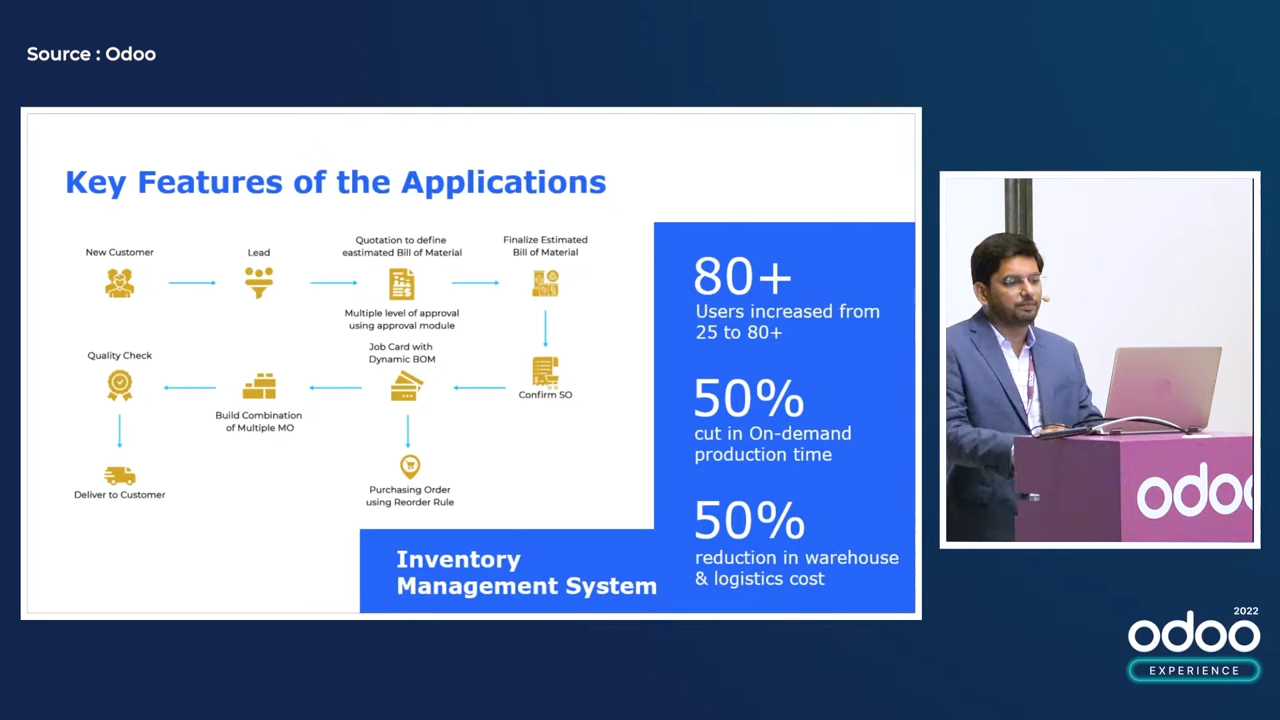 Source : Odoo
Key Features of the Applications
New Customer
Lead
Quotation to define
eastimated Bill of Material
Finalize Estimated
Bill of Material
Multiple level of approval
using approval module
Quality Check
Build Combination
of Multiple MO
Job Card with
Dynamic BOM
Confirm SO
Deliver to Customer
Purchasing Order
using Reorder Rule
80+
Users increased from
25 to 80+
50%
cut in On-demand
production time
50%
reduction in warehouse
& logistics cost
Inventory
Management System
odoo
odoo
2022
odoo
EXPERIENCE